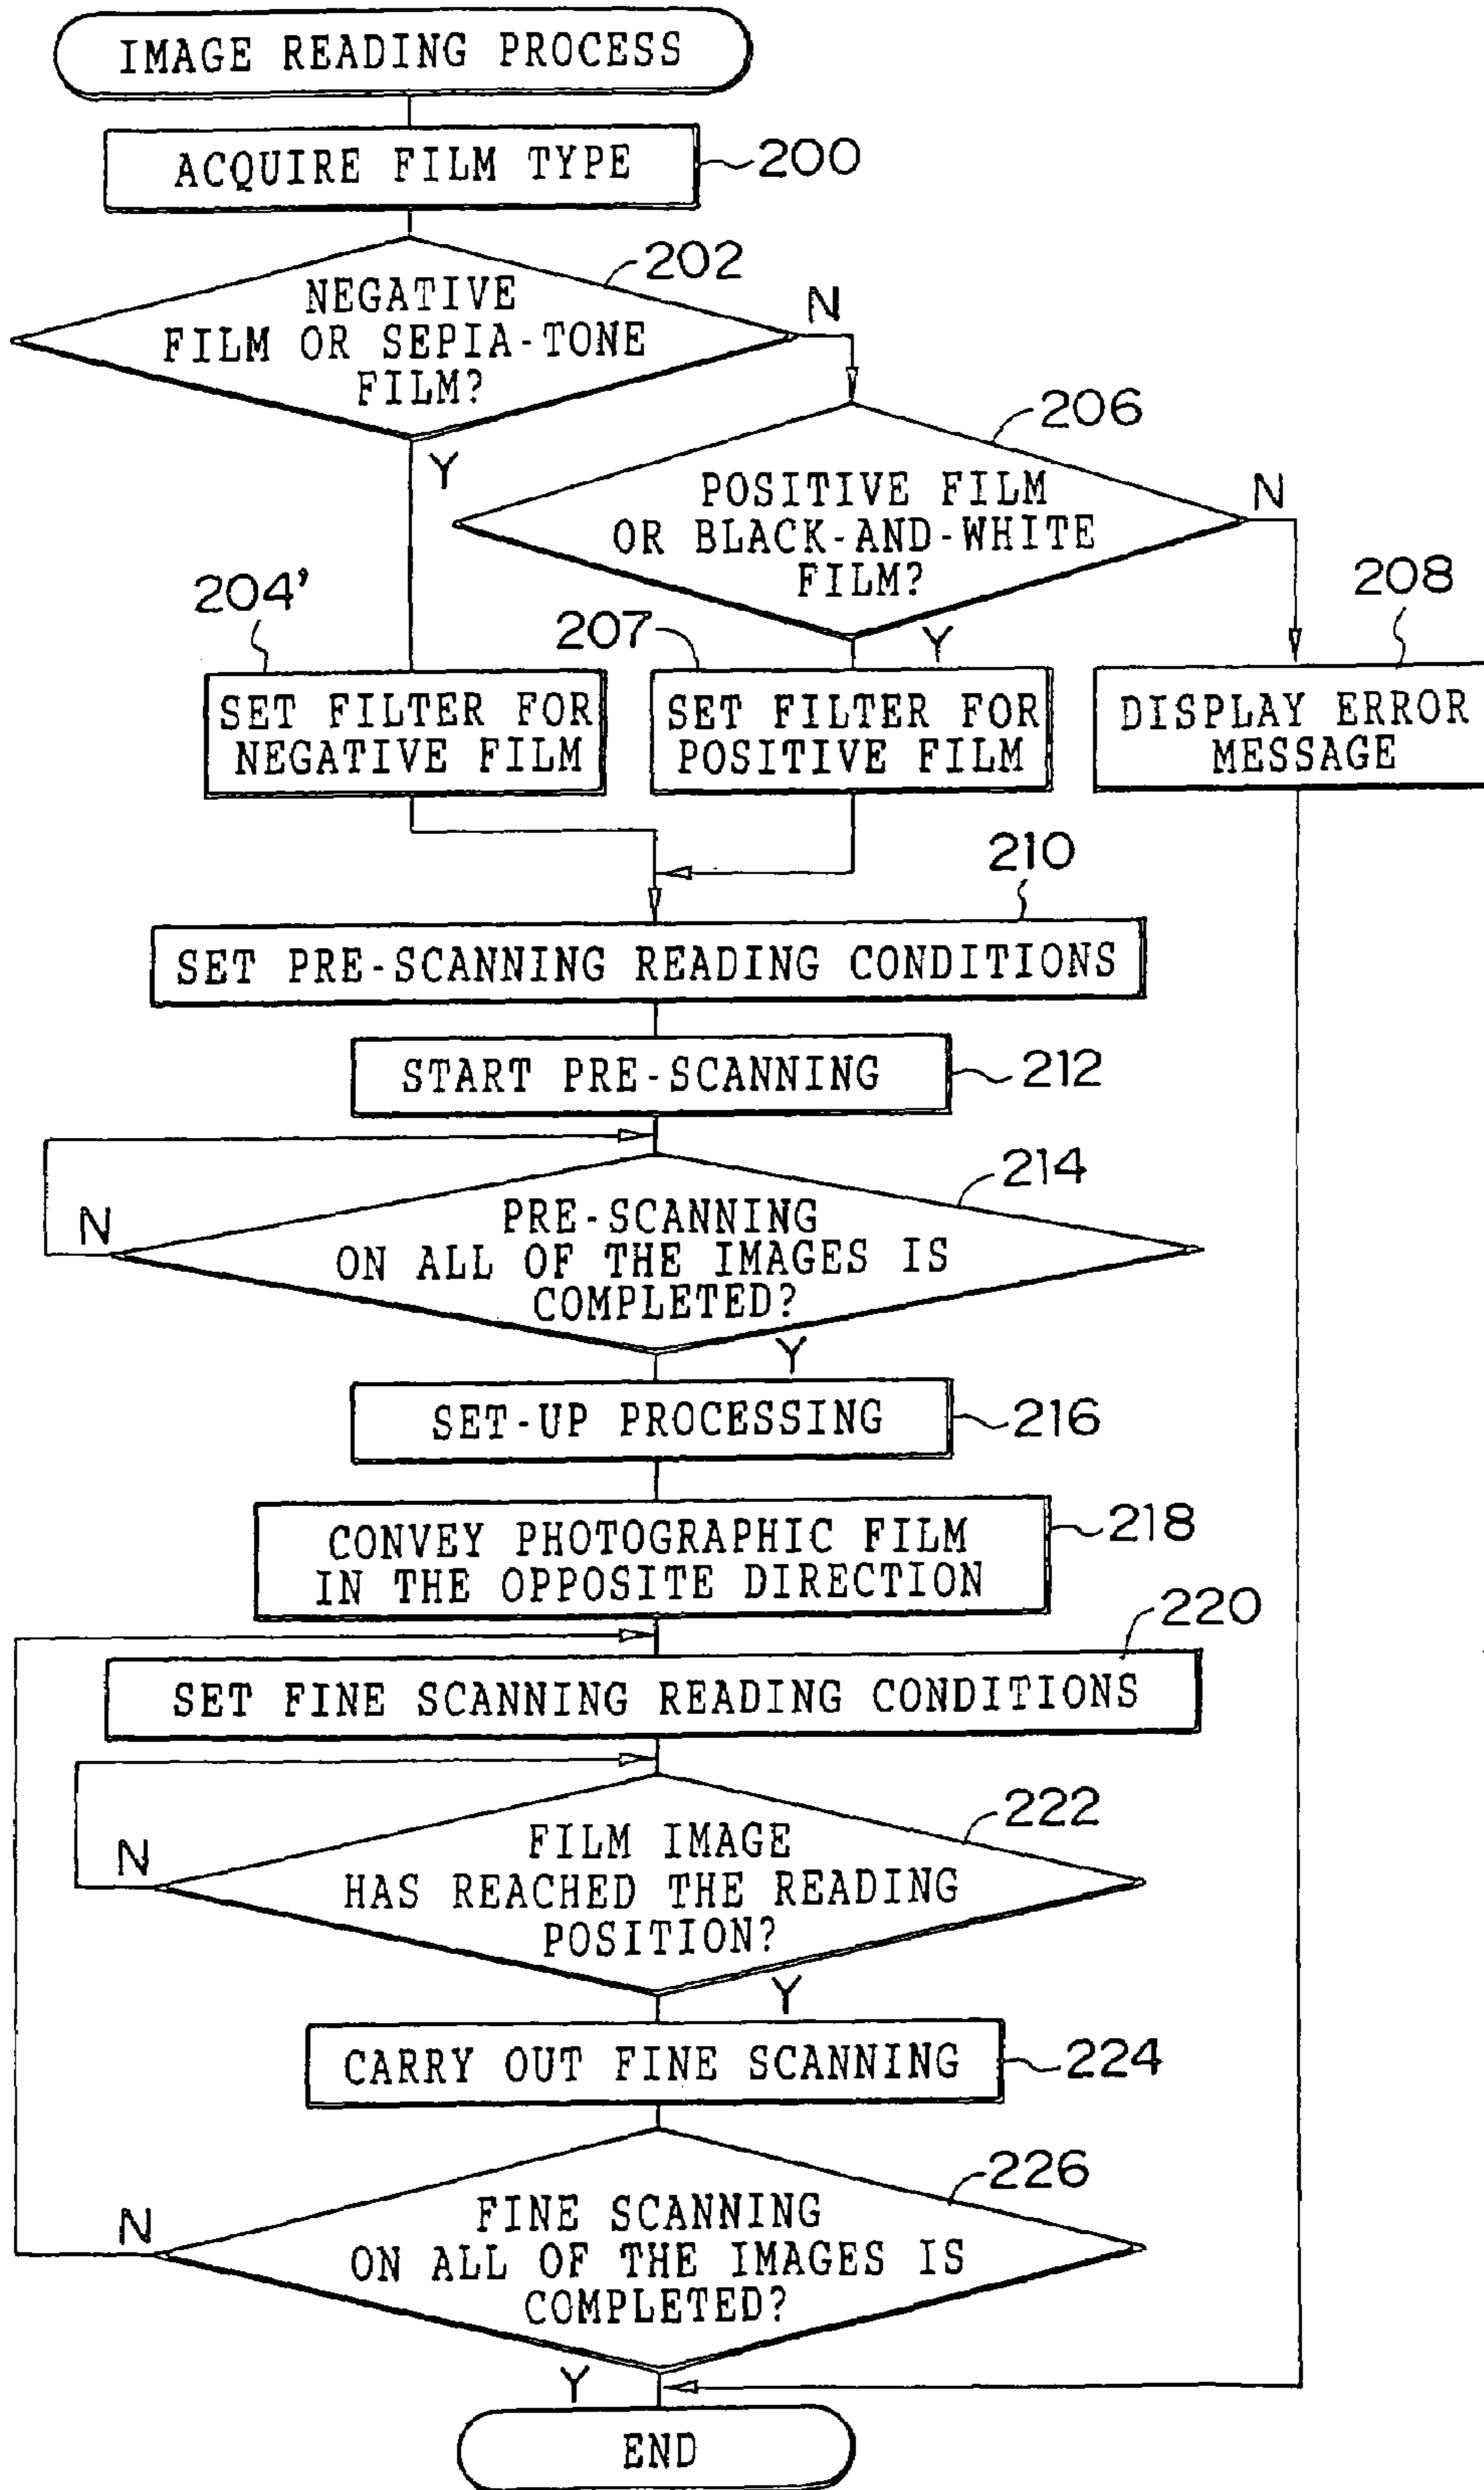 IMAGE READING PROCESS
ACQUIRE FILM TYPE
200
202
NEGATIVE
FILM OR SEPIA-TONE
FILM?
N
Y
206
POSITIVE FILM
OR BLACK-AND-WHITE
FILM?
N
Y
204'
SET FILTER FOR
NEGATIVE FILM
207
SET FILTER FOR
POSITIVE FILM
208
DISPLAY ERROR
MESSAGE
210
SET PRE-SCANNING READING CONDITIONS
START PRE-SCANNING
212
214
PRE-SCANNING
ON ALL OF THE IMAGES IS
COMPLETED?
N
Y
SET-UP PROCESSING
216
CONVEY PHOTOGRAPHIC FILM
IN THE OPPOSITE DIRECTION
218
220
SET FINE SCANNING READING CONDITIONS
222
FILM IMAGE
HAS REACHED THE READING
POSITION?
N
Y
CARRY OUT FINE SCANNING
224
226
FINE SCANNING
ON ALL OF THE IMAGES IS
COMPLETED?
N
Y
END